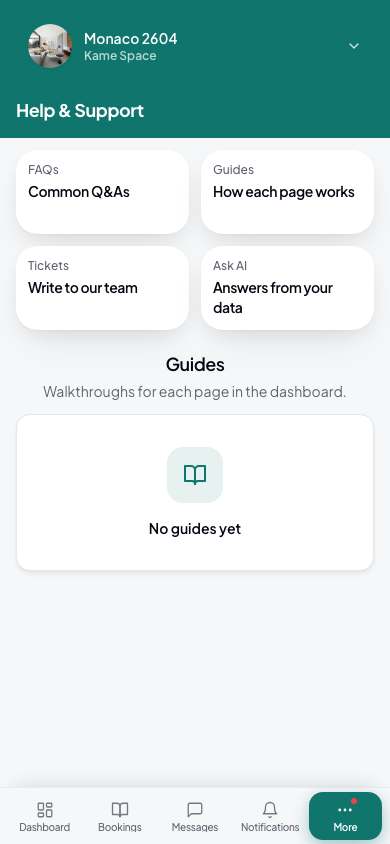 Monaco 2604
Kame Space
Help & Support
FAQs
Common Q&As
Guides
How each page works
Tickets
Write to our team
Ask AI
Answers from your
data
Guides
Walkthroughs for each page in the dashboard.
No guides yet
Dashboard
Bookings
Messages
Notifications
More